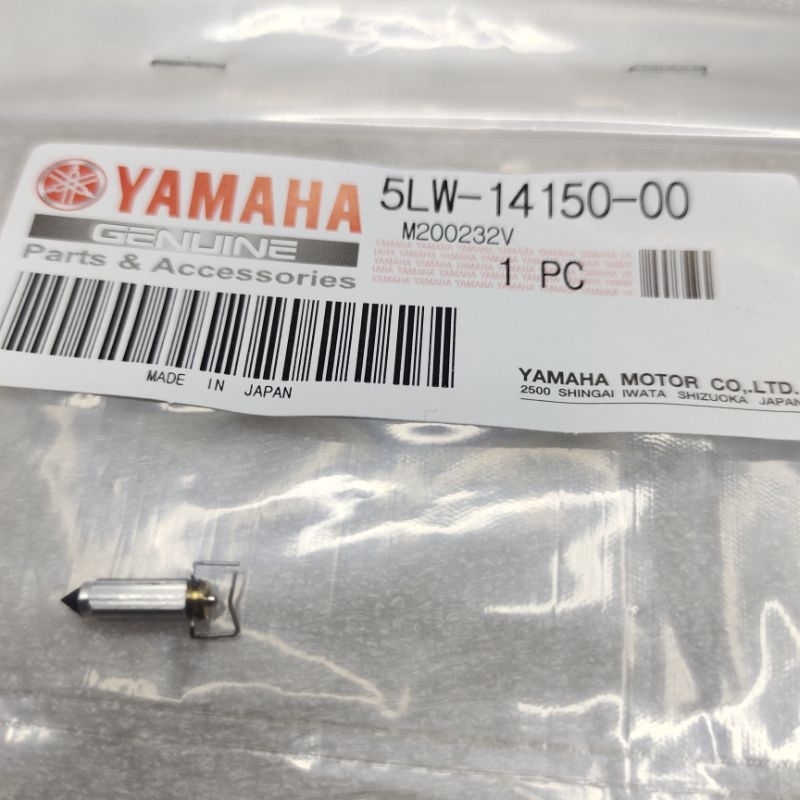 YAMAHA
GENUINE
Parts & Accessories
5LW-14150-00
M200232V
1 PC
MADE IN JAPAN
YAMAHA MOTOR CO,.LTD.
2500 SHINGAI IWATA SHIZUOKA JAPAN